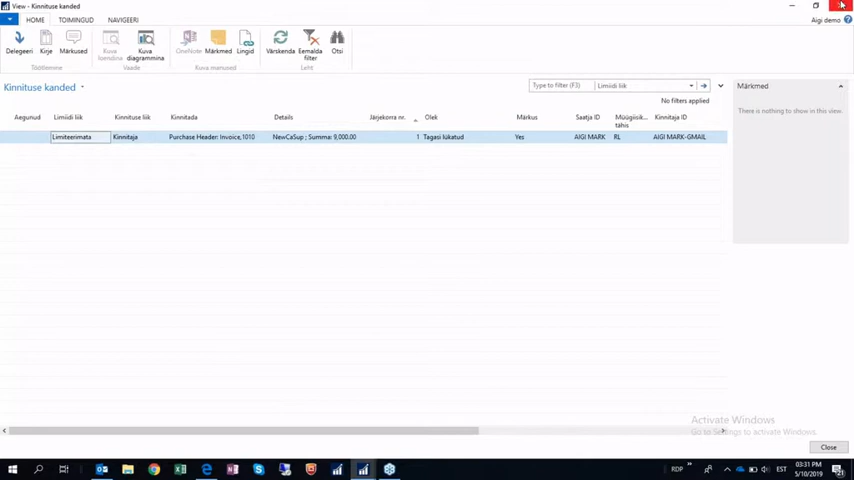 View - Kinnituse kanded
HOME TOIMINGUD NAVIGEERI
Aigi demo
Delegeeri Kirje Märkused
Kuva loendina Kuva diagrammina
OneNote Märkmed Lingid
Värskenda Eemalda filter Otsi
Töötlemine Vaade Kuva manused Leht
Kinnituse kanded
Type to filter (F3) Limiidi liik
No filters applied
Märkmed
There is nothing to show in this view.
Aegunud Limiidi liik Kinnituse liik Kinnitada Details Järjekorra nr. Olek Märkus Saatja ID Müügiisik... tähis Kinnitaja ID
Limiteerimata Kinnitaja Purchase Header: Invoice,1010 NewCaSup ; Summa: 9,000.00 1 Tagasi lükatud Yes AIGI MARK RL AIGI MARK-GMAIL
Activate Windows
Go to Settings to activate Windows.
Close
RDP EST 03:31 PM
5/10/2019
21